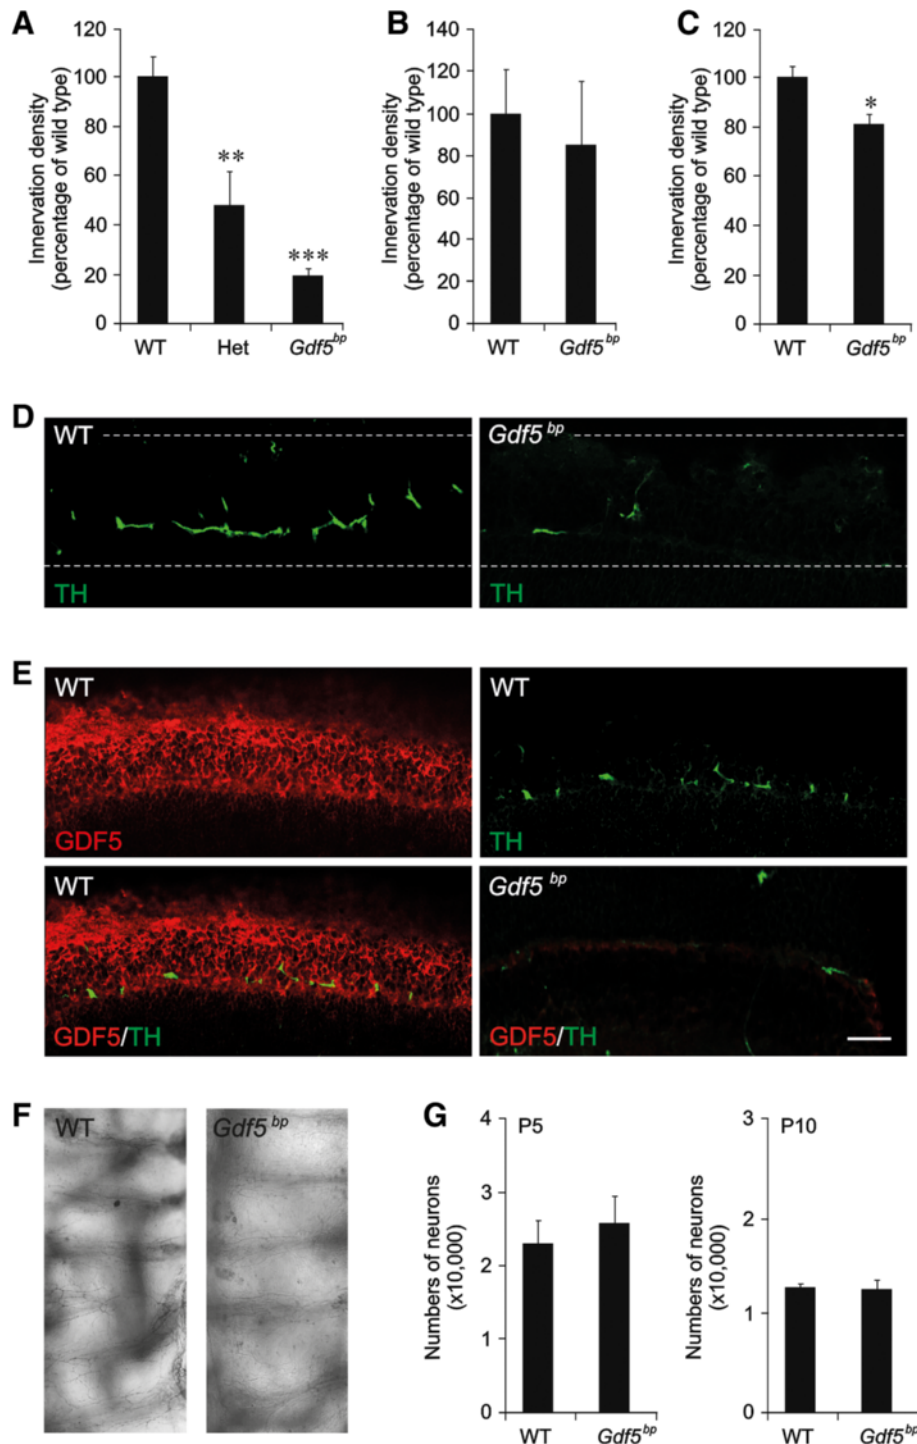 A
Innervation density
(percentage of wild type)
120
100
80
60
40
20
0
**
***
WT Het Gdf5bp
B
Innervation density
(percentage of wild type)
140
120
100
80
60
40
20
0
WT Gdf5bp
C
Innervation density
(percentage of wild type)
120
100
80
60
40
20
0
*
WT Gdf5bp
D
WT
TH
Gdf5bp
TH
E
WT
GDF5
WT
TH
WT
GDF5/TH
Gdf5bp
GDF5/TH
F
WT
Gdf5bp
G
P5
Numbers of neurons
(x10,000)
4
3
2
1
0
WT Gdf5bp
P10
Numbers of neurons
(x10,000)
3
2
1
0
WT Gdf5bp